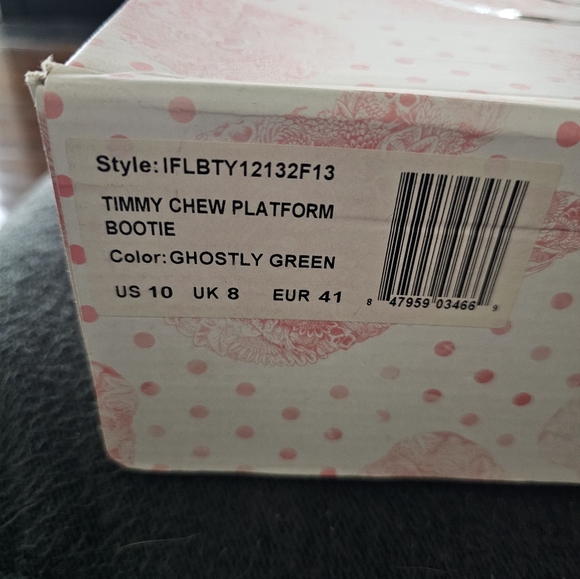 Style: IFLBTY12132F13
TIMMY CHEW PLATFORM
BOOTIE
Color: GHOSTLY GREEN
US 10 UK 8 EUR 41
8 47959 03466 9